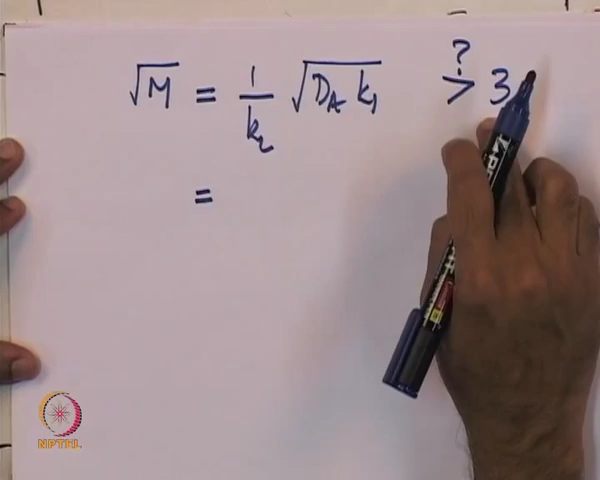 √M = 1/k_L √(D_A k_1) >? 3
=
NPTEL